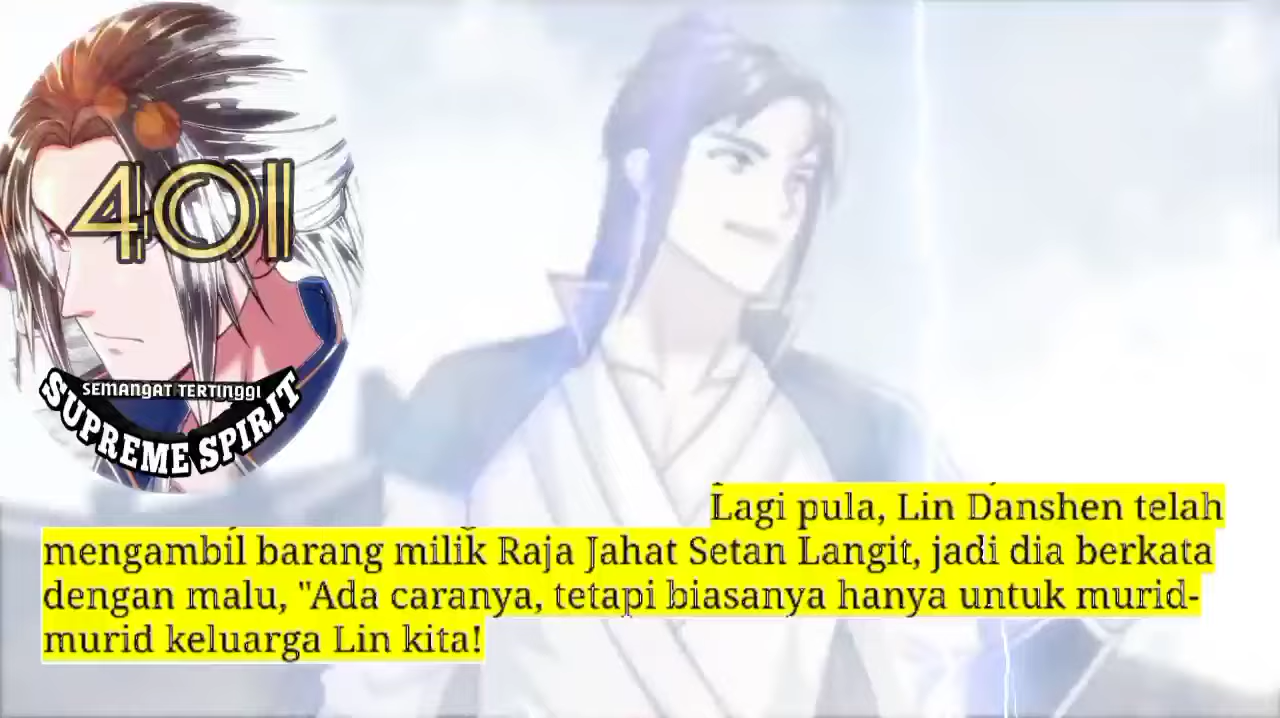 401
SEMANGAT TERTINGGI
SUPREME SPIRIT
Lagi pula, Lin Danshen telah
mengambil barang milik Raja Jahat Setan Langit, jadi dia berkata
dengan malu, "Ada caranya, tetapi biasanya hanya untuk murid-
murid keluarga Lin kita!